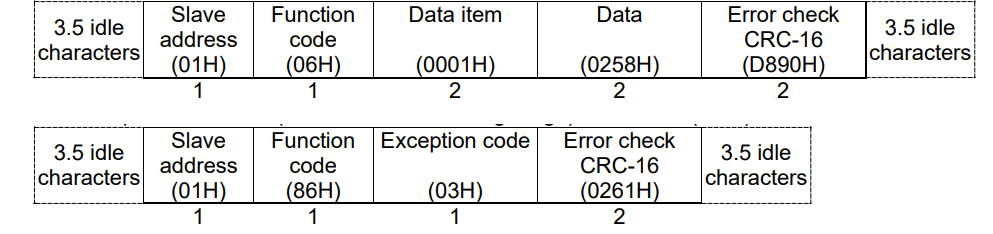 3.5 idle
characters
Slave
address
(01H)
Function
code
(06H)
Data item
(0001H)
Data
(0258H)
Error check
CRC-16
(D890H)
3.5 idle
characters
1 1 2 2 2
3.5 idle
characters
Slave
address
(01H)
Function
code
(86H)
Exception code
(03H)
Error check
CRC-16
(0261H)
3.5 idle
characters
1 1 1 2